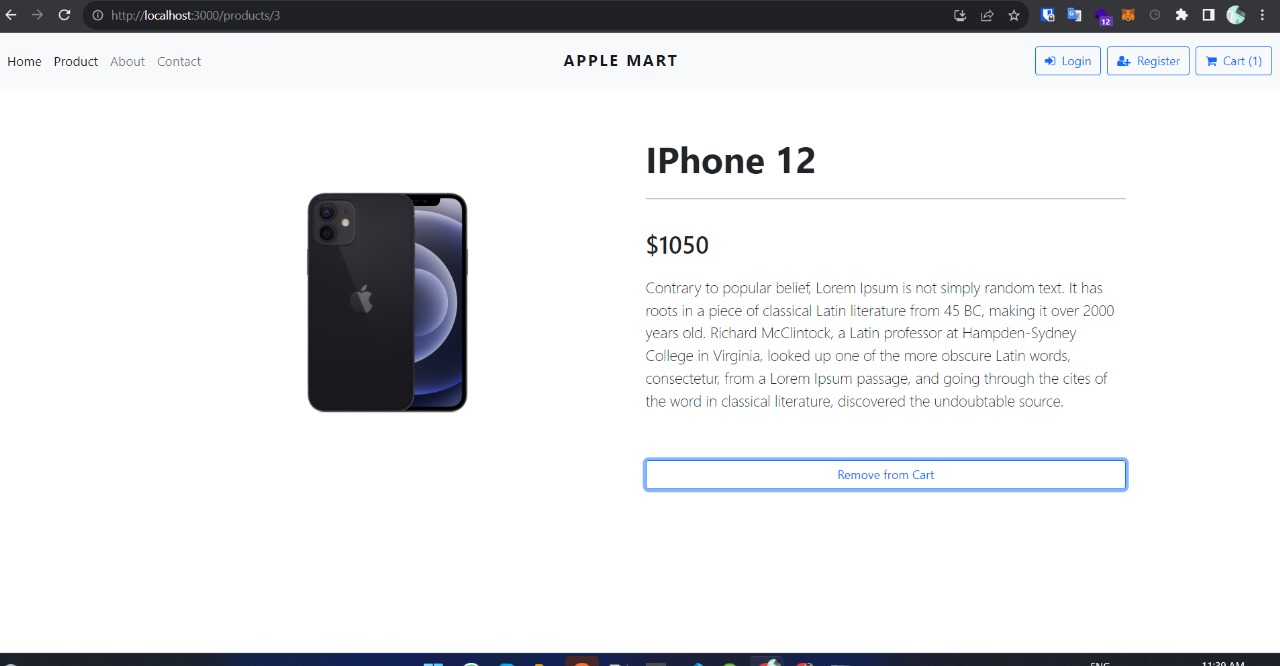 http://localhost:3000/products/3
12
Home Product About Contact APPLE MART Login Register Cart (1)
IPhone 12
$1050
Contrary to popular belief, Lorem Ipsum is not simply random text. It has
roots in a piece of classical Latin literature from 45 BC, making it over 2000
years old. Richard McClintock, a Latin professor at Hampden-Sydney
College in Virginia, looked up one of the more obscure Latin words,
consectetur, from a Lorem Ipsum passage, and going through the cites of
the word in classical literature, discovered the undoubtable source.
Remove from Cart
ENG 11:39 AM